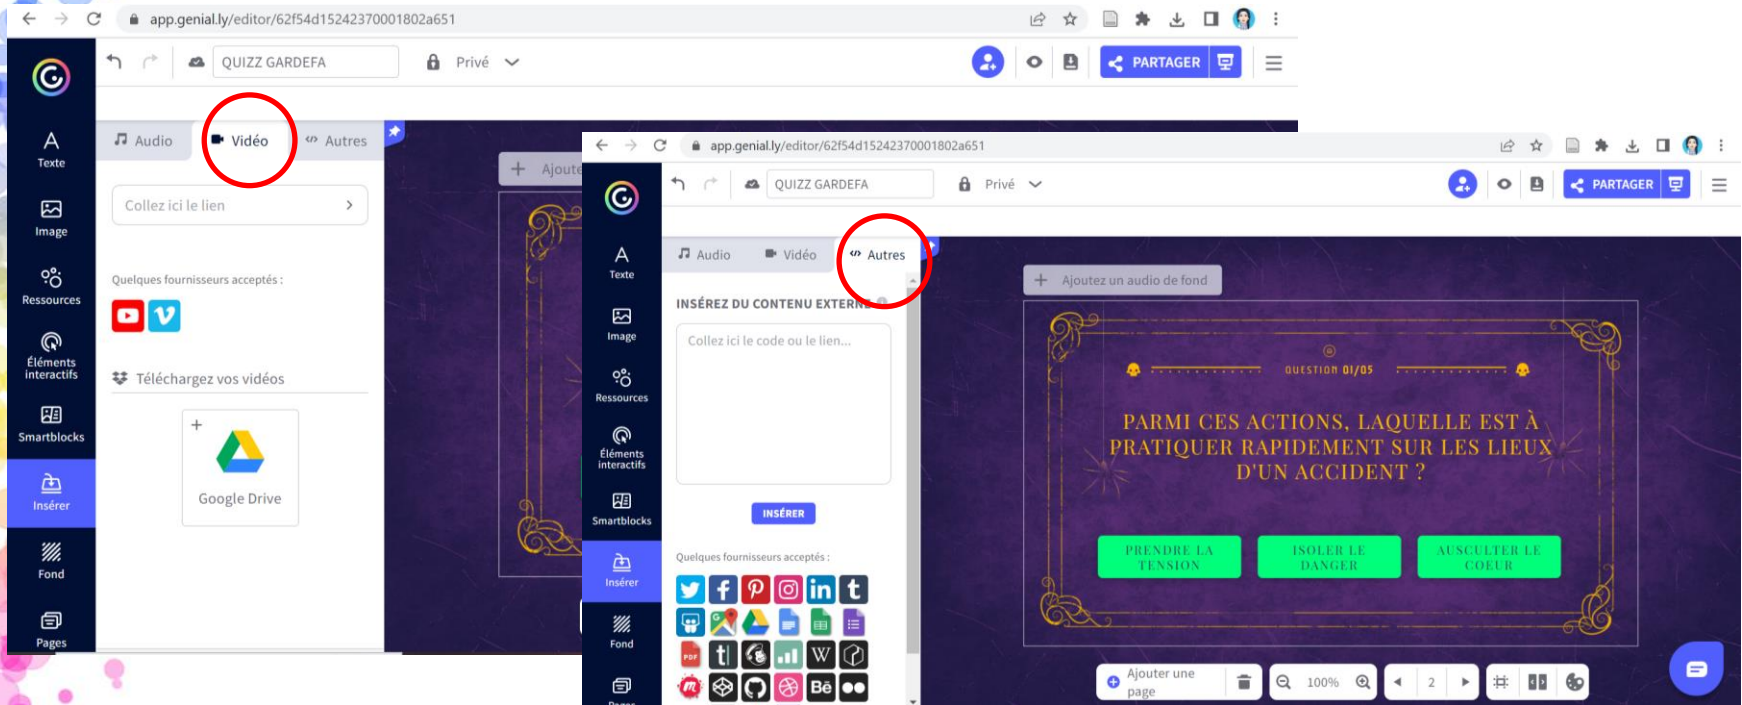 app.genial.ly/editor/62f54d15242370001802a651
QUIZZ GARDEFA
Privé
PARTAGER
Texte
Image
Ressources
Éléments
interactifs
Smartblocks
Insérer
Fond
Pages
Audio
Vidéo
Autres
Collez ici le lien
Quelques fournisseurs acceptés :
Téléchargez vos vidéos
Google Drive
Ajoute
app.genial.ly/editor/62f54d15242370001802a651
QUIZZ GARDEFA
Privé
PARTAGER
Texte
Image
Ressources
Éléments
interactifs
Smartblocks
Insérer
Fond
Pages
Audio
Vidéo
Autres
INSÉREZ DU CONTENU EXTERNE
Collez ici le code ou le lien...
INSÉRER
Quelques fournisseurs acceptés :
PDF
Ajoutez un audio de fond
QUESTION 01/05
PARMI CES ACTIONS, LAQUELLE EST À
PRATIQUER RAPIDEMENT SUR LES LIEUX
D'UN ACCIDENT ?
PRENDRE LA
TENSION
ISOLER LE
DANGER
AUSCULTER LE
COEUR
Ajouter une
page
100%
2